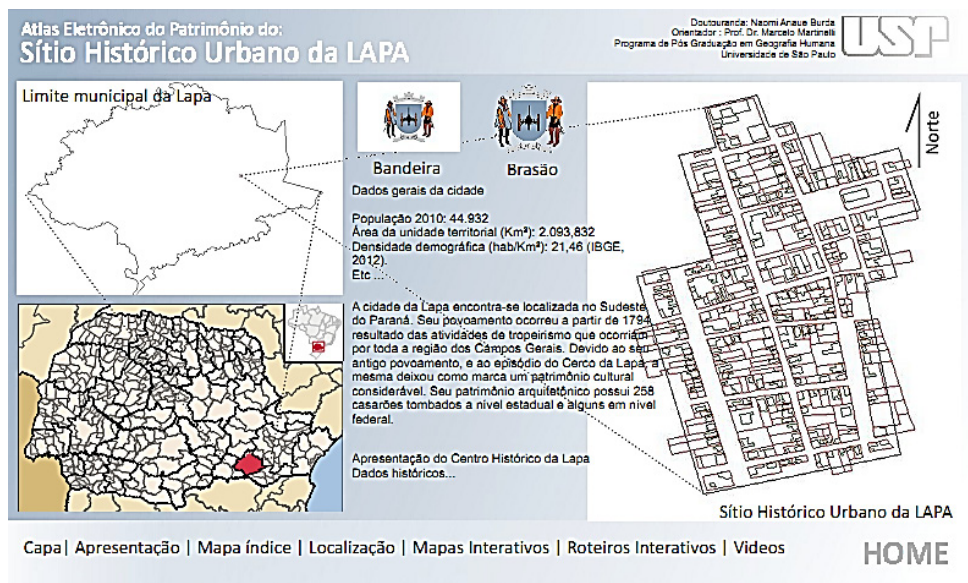 Atlas Eletrônico do Patrimônio do:
Sítio Histórico Urbano da LAPA
Doutouranda: Naomi Anaue Burda
Orientador : Prof. Dr. Marcelo Martinelli
Programa de Pós Graduação em Geografia Humana
Universidade de São Paulo
USP
Limite municipal da Lapa
Bandeira
Brasão
Norte
Dados gerais da cidade
População 2010: 44.932
Área da unidade territorial (Km²): 2.093,832
Densidade demográfica (hab/Km²): 21,46 (IBGE,
2012).
Etc ...
A cidade da Lapa encontra-se localizada no Sudeste
do Paraná. Seu povoamento ocorreu a partir de 1794
resultado das atividades de tropeirismo que ocorriam
por toda a região dos Campos Gerais. Devido ao seu
antigo povoamento, e ao episódio do Cerco da Lapa, a
mesma deixou como marca um patrimônio cultural
considerável. Seu patrimônio arquitetônico possui 258
casarões tombados a nível estadual e alguns em nível
federal.
Apresentação do Centro Histórico da Lapa
Dados históricos...
Sítio Histórico Urbano da LAPA
Capa| Apresentação | Mapa índice | Localização | Mapas Interativos | Roteiros Interativos | Videos
HOME